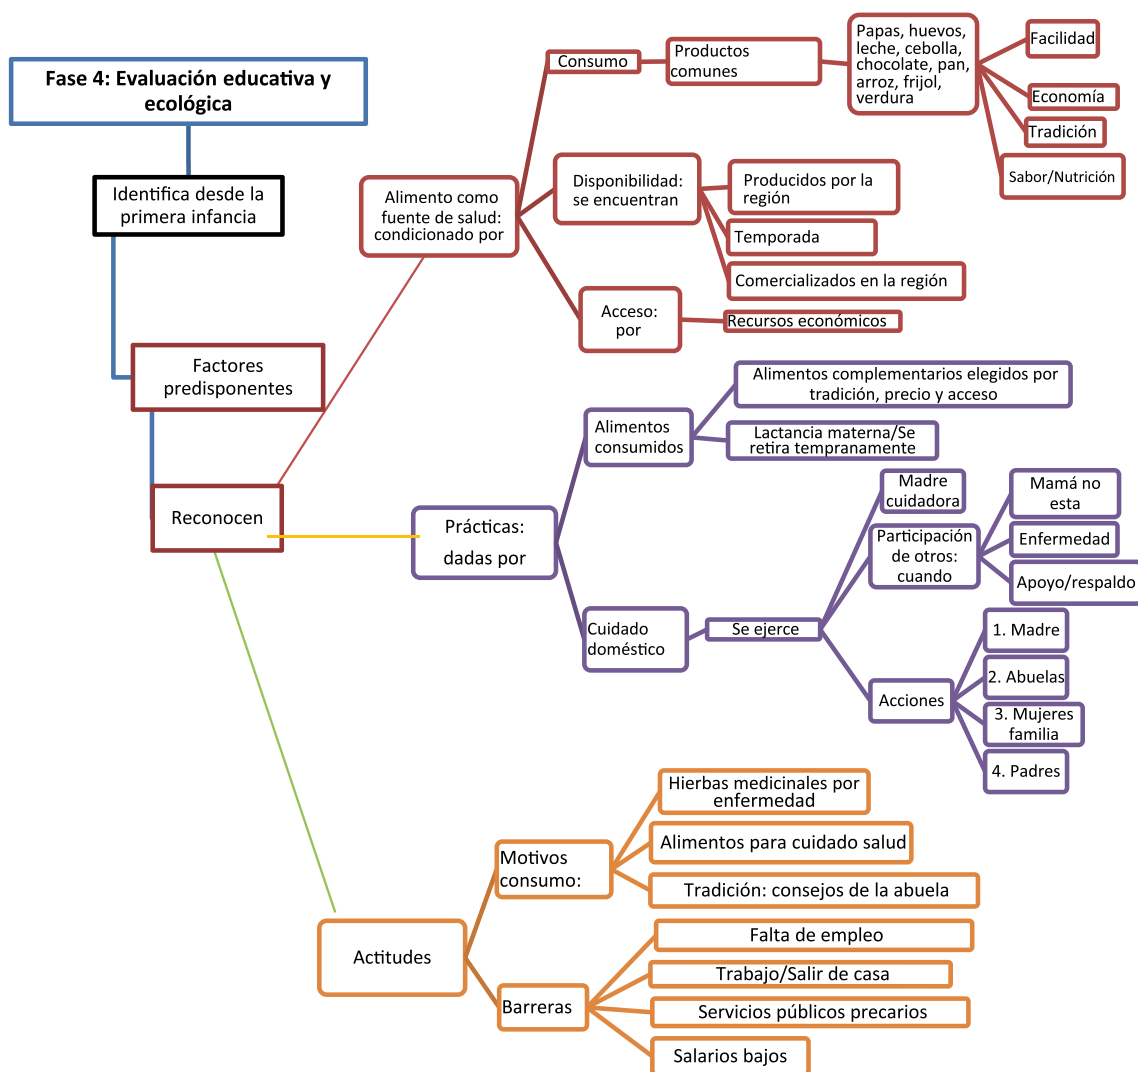 Fase 4: Evaluación educativa y
ecológica
Identifica desde la
primera infancia
Factores
predisponentes
Reconocen
Alimento como
fuente de salud:
condicionado por
Consumo
Productos
comunes
Papas, huevos,
leche, cebolla,
chocolate, pan,
arroz, frijol,
verdura
Facilidad
Economía
Tradición
Sabor/Nutrición
Disponibilidad:
se encuentran
Producidos por la
región
Temporada
Comercializados en la región
Acceso:
por
Recursos económicos
Prácticas:
dadas por
Alimentos
consumidos
Alimentos complementarios elegidos por
tradición, precio y acceso
Lactancia materna/Se
retira tempranamente
Cuidado
doméstico
Se ejerce
Madre
cuidadora
Participación
de otros:
cuando
Mamá no
esta
Enfermedad
Apoyo/respaldo
Acciones
1. Madre
2. Abuelas
3. Mujeres
familia
4. Padres
Actitudes
Motivos
consumo:
Hierbas medicinales por
enfermedad
Alimentos para cuidado salud
Tradición: consejos de la abuela
Barreras
Falta de empleo
Trabajo/Salir de casa
Servicios públicos precarios
Salarios bajos